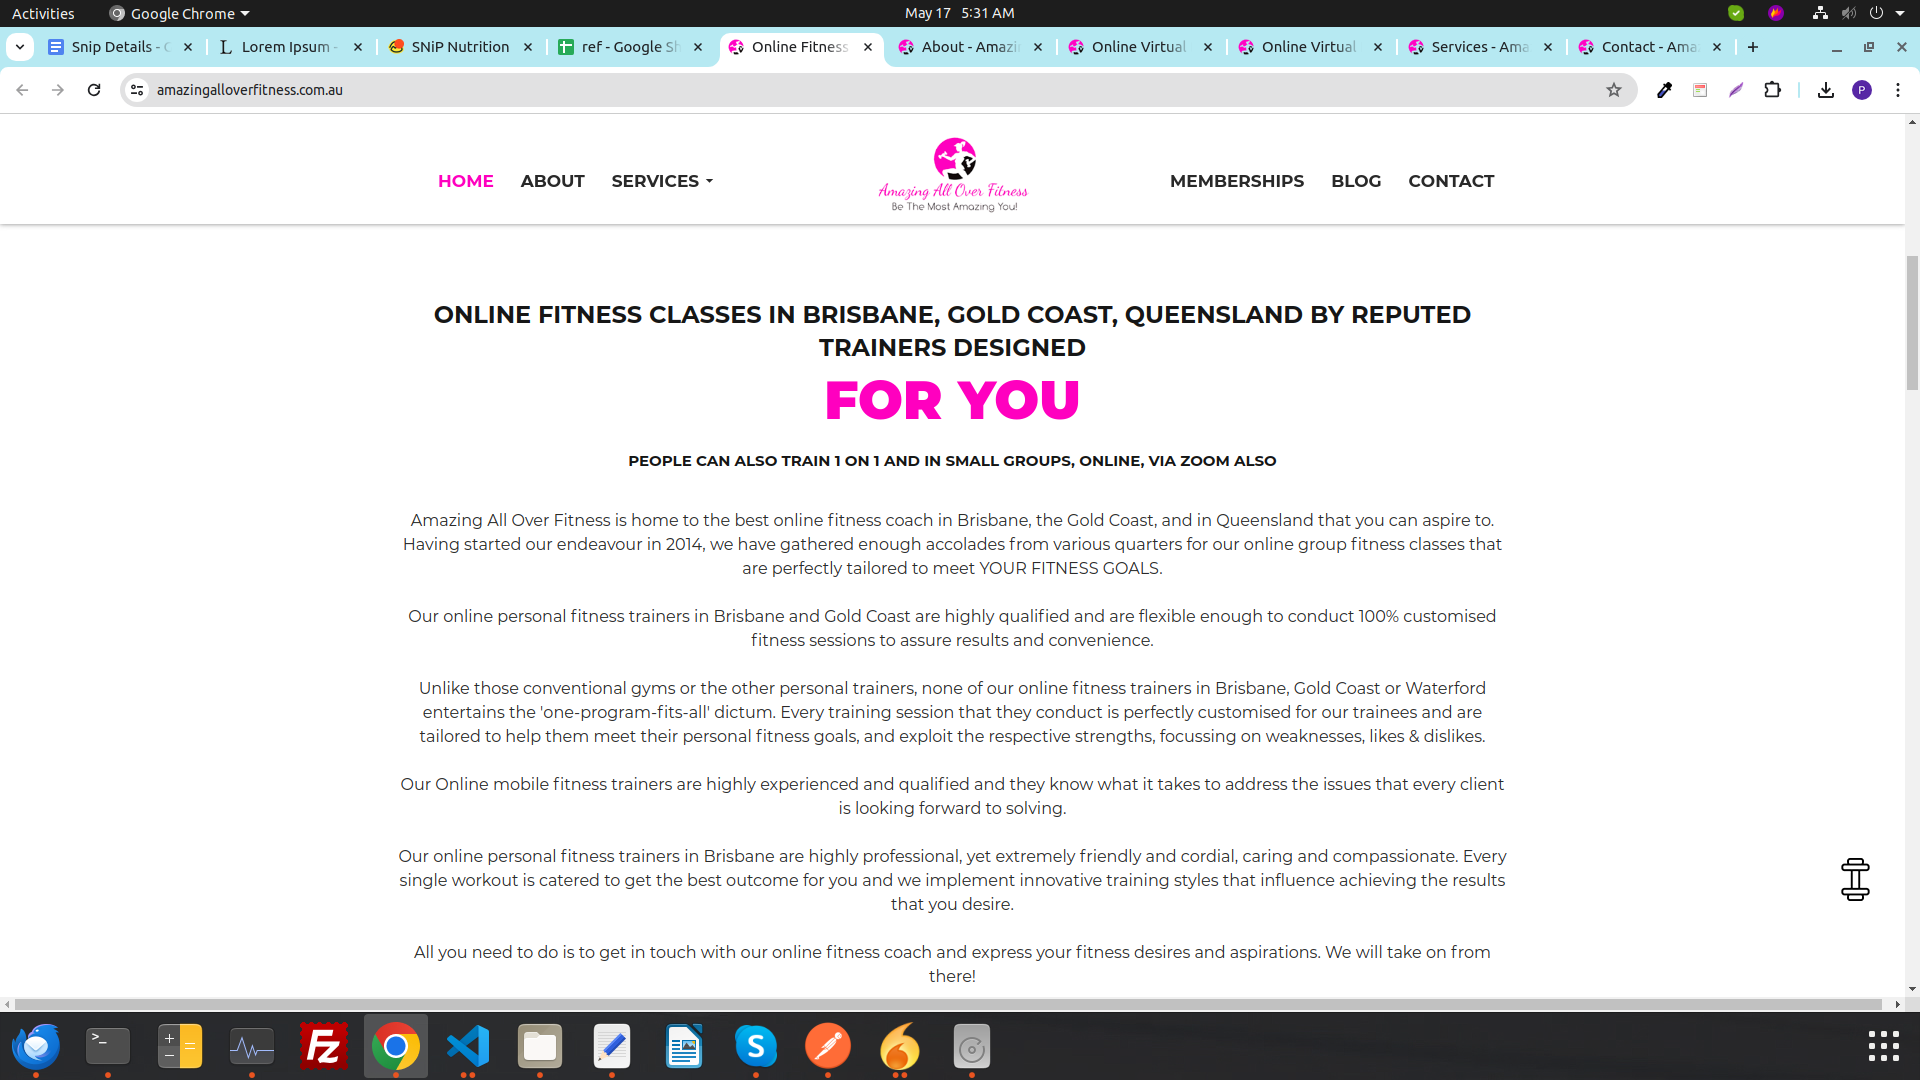 Activities
Google Chrome
May 17 5:31 AM
Snip Details - 
Lorem Ipsum -
SNiP Nutrition
ref - Google Sh
Online Fitness
About - Amazi
Online Virtual
Online Virtual
Services - Ama
Contact - Ama
amazingalloverfitness.com.au
P
HOME
ABOUT
SERVICES
Amazing All Over Fitness
Be The Most Amazing You!
MEMBERSHIPS
BLOG
CONTACT
ONLINE FITNESS CLASSES IN BRISBANE, GOLD COAST, QUEENSLAND BY REPUTED
TRAINERS DESIGNED
FOR YOU
PEOPLE CAN ALSO TRAIN 1 ON 1 AND IN SMALL GROUPS, ONLINE, VIA ZOOM ALSO
Amazing All Over Fitness is home to the best online fitness coach in Brisbane, the Gold Coast, and in Queensland that you can aspire to.
Having started our endeavour in 2014, we have gathered enough accolades from various quarters for our online group fitness classes that
are perfectly tailored to meet YOUR FITNESS GOALS.
Our online personal fitness trainers in Brisbane and Gold Coast are highly qualified and are flexible enough to conduct 100% customised
fitness sessions to assure results and convenience.
Unlike those conventional gyms or the other personal trainers, none of our online fitness trainers in Brisbane, Gold Coast or Waterford
entertains the 'one-program-fits-all' dictum. Every training session that they conduct is perfectly customised for our trainees and are
tailored to help them meet their personal fitness goals, and exploit the respective strengths, focussing on weaknesses, likes & dislikes.
Our Online mobile fitness trainers are highly experienced and qualified and they know what it takes to address the issues that every client
is looking forward to solving.
Our online personal fitness trainers in Brisbane are highly professional, yet extremely friendly and cordial, caring and compassionate. Every
single workout is catered to get the best outcome for you and we implement innovative training styles that influence achieving the results
that you desire.
All you need to do is to get in touch with our online fitness coach and express your fitness desires and aspirations. We will take on from
there!